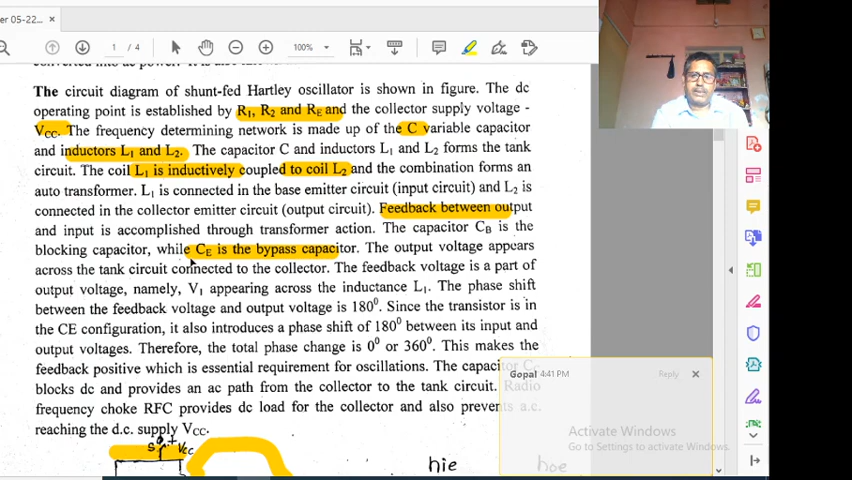 er 05-22...
1 / 4
100%
The circuit diagram of shunt-fed Hartley oscillator is shown in figure. The dc
operating point is established by R1, R2 and RE and the collector supply voltage -
VCC. The frequency determining network is made up of the C variable capacitor
and inductors L1 and L2. The capacitor C and inductors L1 and L2 forms the tank
circuit. The coil L1 is inductively coupled to coil L2 and the combination forms an
auto transformer. L1 is connected in the base emitter circuit (input circuit) and L2 is
connected in the collector emitter circuit (output circuit). Feedback between output
and input is accomplished through transformer action. The capacitor CB is the
blocking capacitor, while CE is the bypass capacitor. The output voltage appears
across the tank circuit connected to the collector. The feedback voltage is a part of
output voltage, namely, V1 appearing across the inductance L1. The phase shift
between the feedback voltage and output voltage is 180⁰. Since the transistor is in
the CE configuration, it also introduces a phase shift of 180⁰ between its input and
output voltages. Therefore, the total phase change is 0⁰ or 360⁰. This makes the
feedback positive which is essential requirement for oscillations. The capacitor CC
blocks dc and provides an ac path from the collector to the tank circuit. Radio
frequency choke RFC provides dc load for the collector and also prevents a.c.
reaching the d.c. supply VCC.
Gopal 4:41 PM
Reply
Activate Windows
Go to Settings to activate Windows.
S + VCC
hie hoe